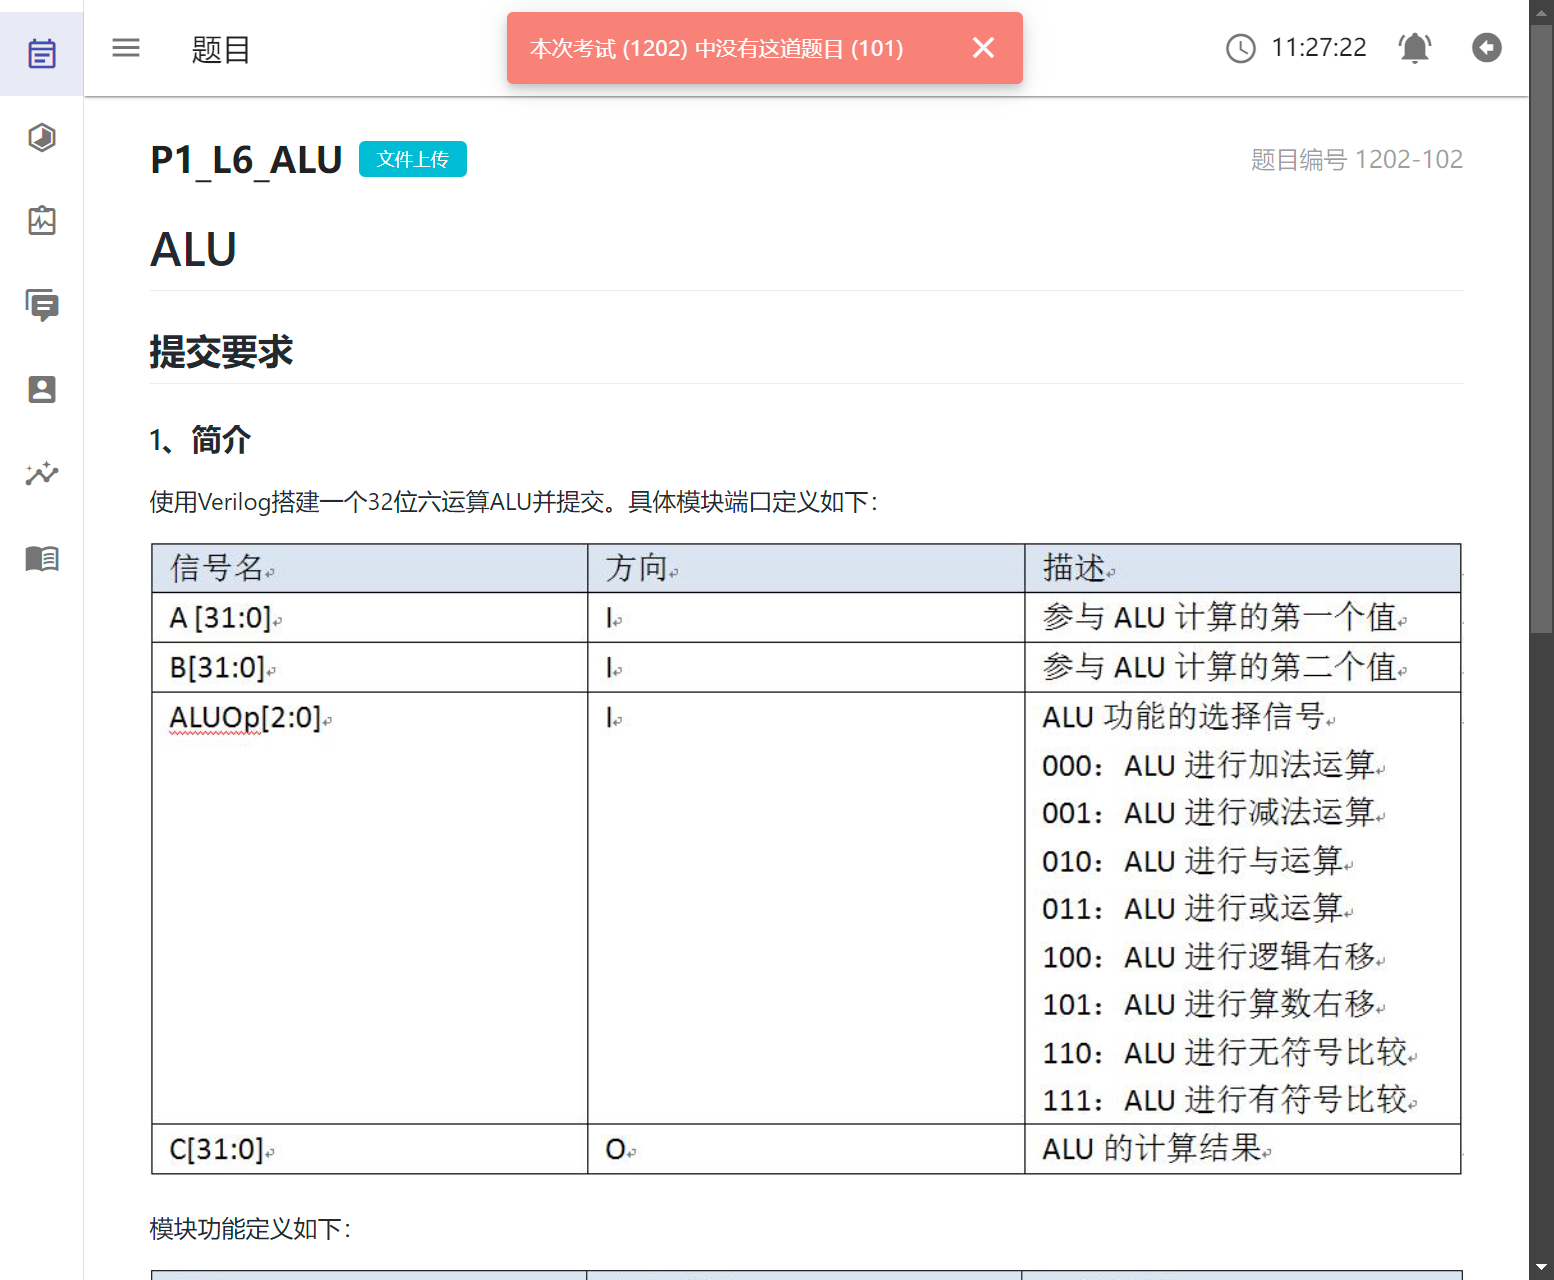 题目
本次考试 (1202) 中没有这道题目 (101)
11:27:22
P1_L6_ALU
文件上传
题目编号 1202-102
ALU
提交要求
1、简介
使用Verilog搭建一个32位六运算ALU并提交。具体模块端口定义如下：
信号名 方向 描述
A [31:0] I 参与 ALU 计算的第一个值
B[31:0] I 参与 ALU 计算的第二个值
ALUOp[2:0] I ALU 功能的选择信号
000：ALU 进行加法运算
001：ALU 进行减法运算
010：ALU 进行与运算
011：ALU 进行或运算
100：ALU 进行逻辑右移
101：ALU 进行算数右移
110：ALU 进行无符号比较
111：ALU 进行有符号比较
C[31:0] O ALU 的计算结果
模块功能定义如下：